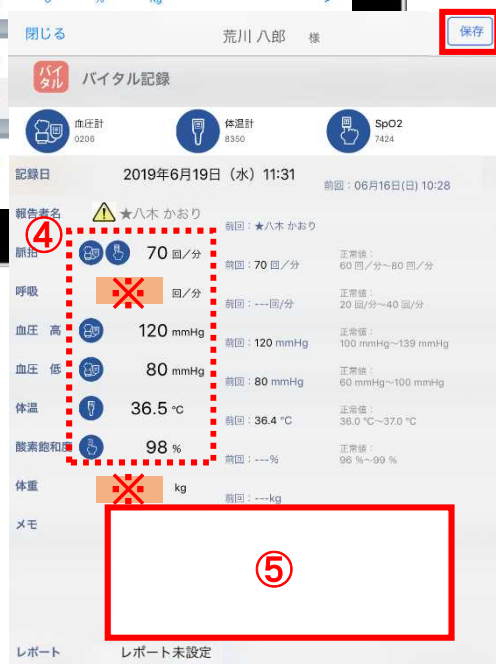 閉じる 荒川 八郎 様 保存
バイタル バイタル記録
血圧計 0206 体温計 8350 SpO2 7424
記録日 2019年6月19日（水）11:31 前回：06月16日(日) 10:28
報告者名 ★八木 かおり 前回：★八木 かおり
④
脈拍 70 回／分 前回：70 回／分 正常値： 60 回／分～80 回／分
呼吸 ※ 回／分 前回：---回/分 正常値： 20 回/分～40 回/分
血圧 高 120 mmHg 前回：120 mmHg 正常値： 100 mmHg～139 mmHg
血圧 低 80 mmHg 前回：80 mmHg 正常値： 60 mmHg～100 mmHg
体温 36.5 ℃ 前回：36.4 ℃ 正常値： 36.0 ℃～37.0 ℃
酸素飽和度 98 % 前回：---% 正常値： 96 %～99 %
体重 ※ kg 前回：---kg
メモ
⑤
レポート レポート未設定